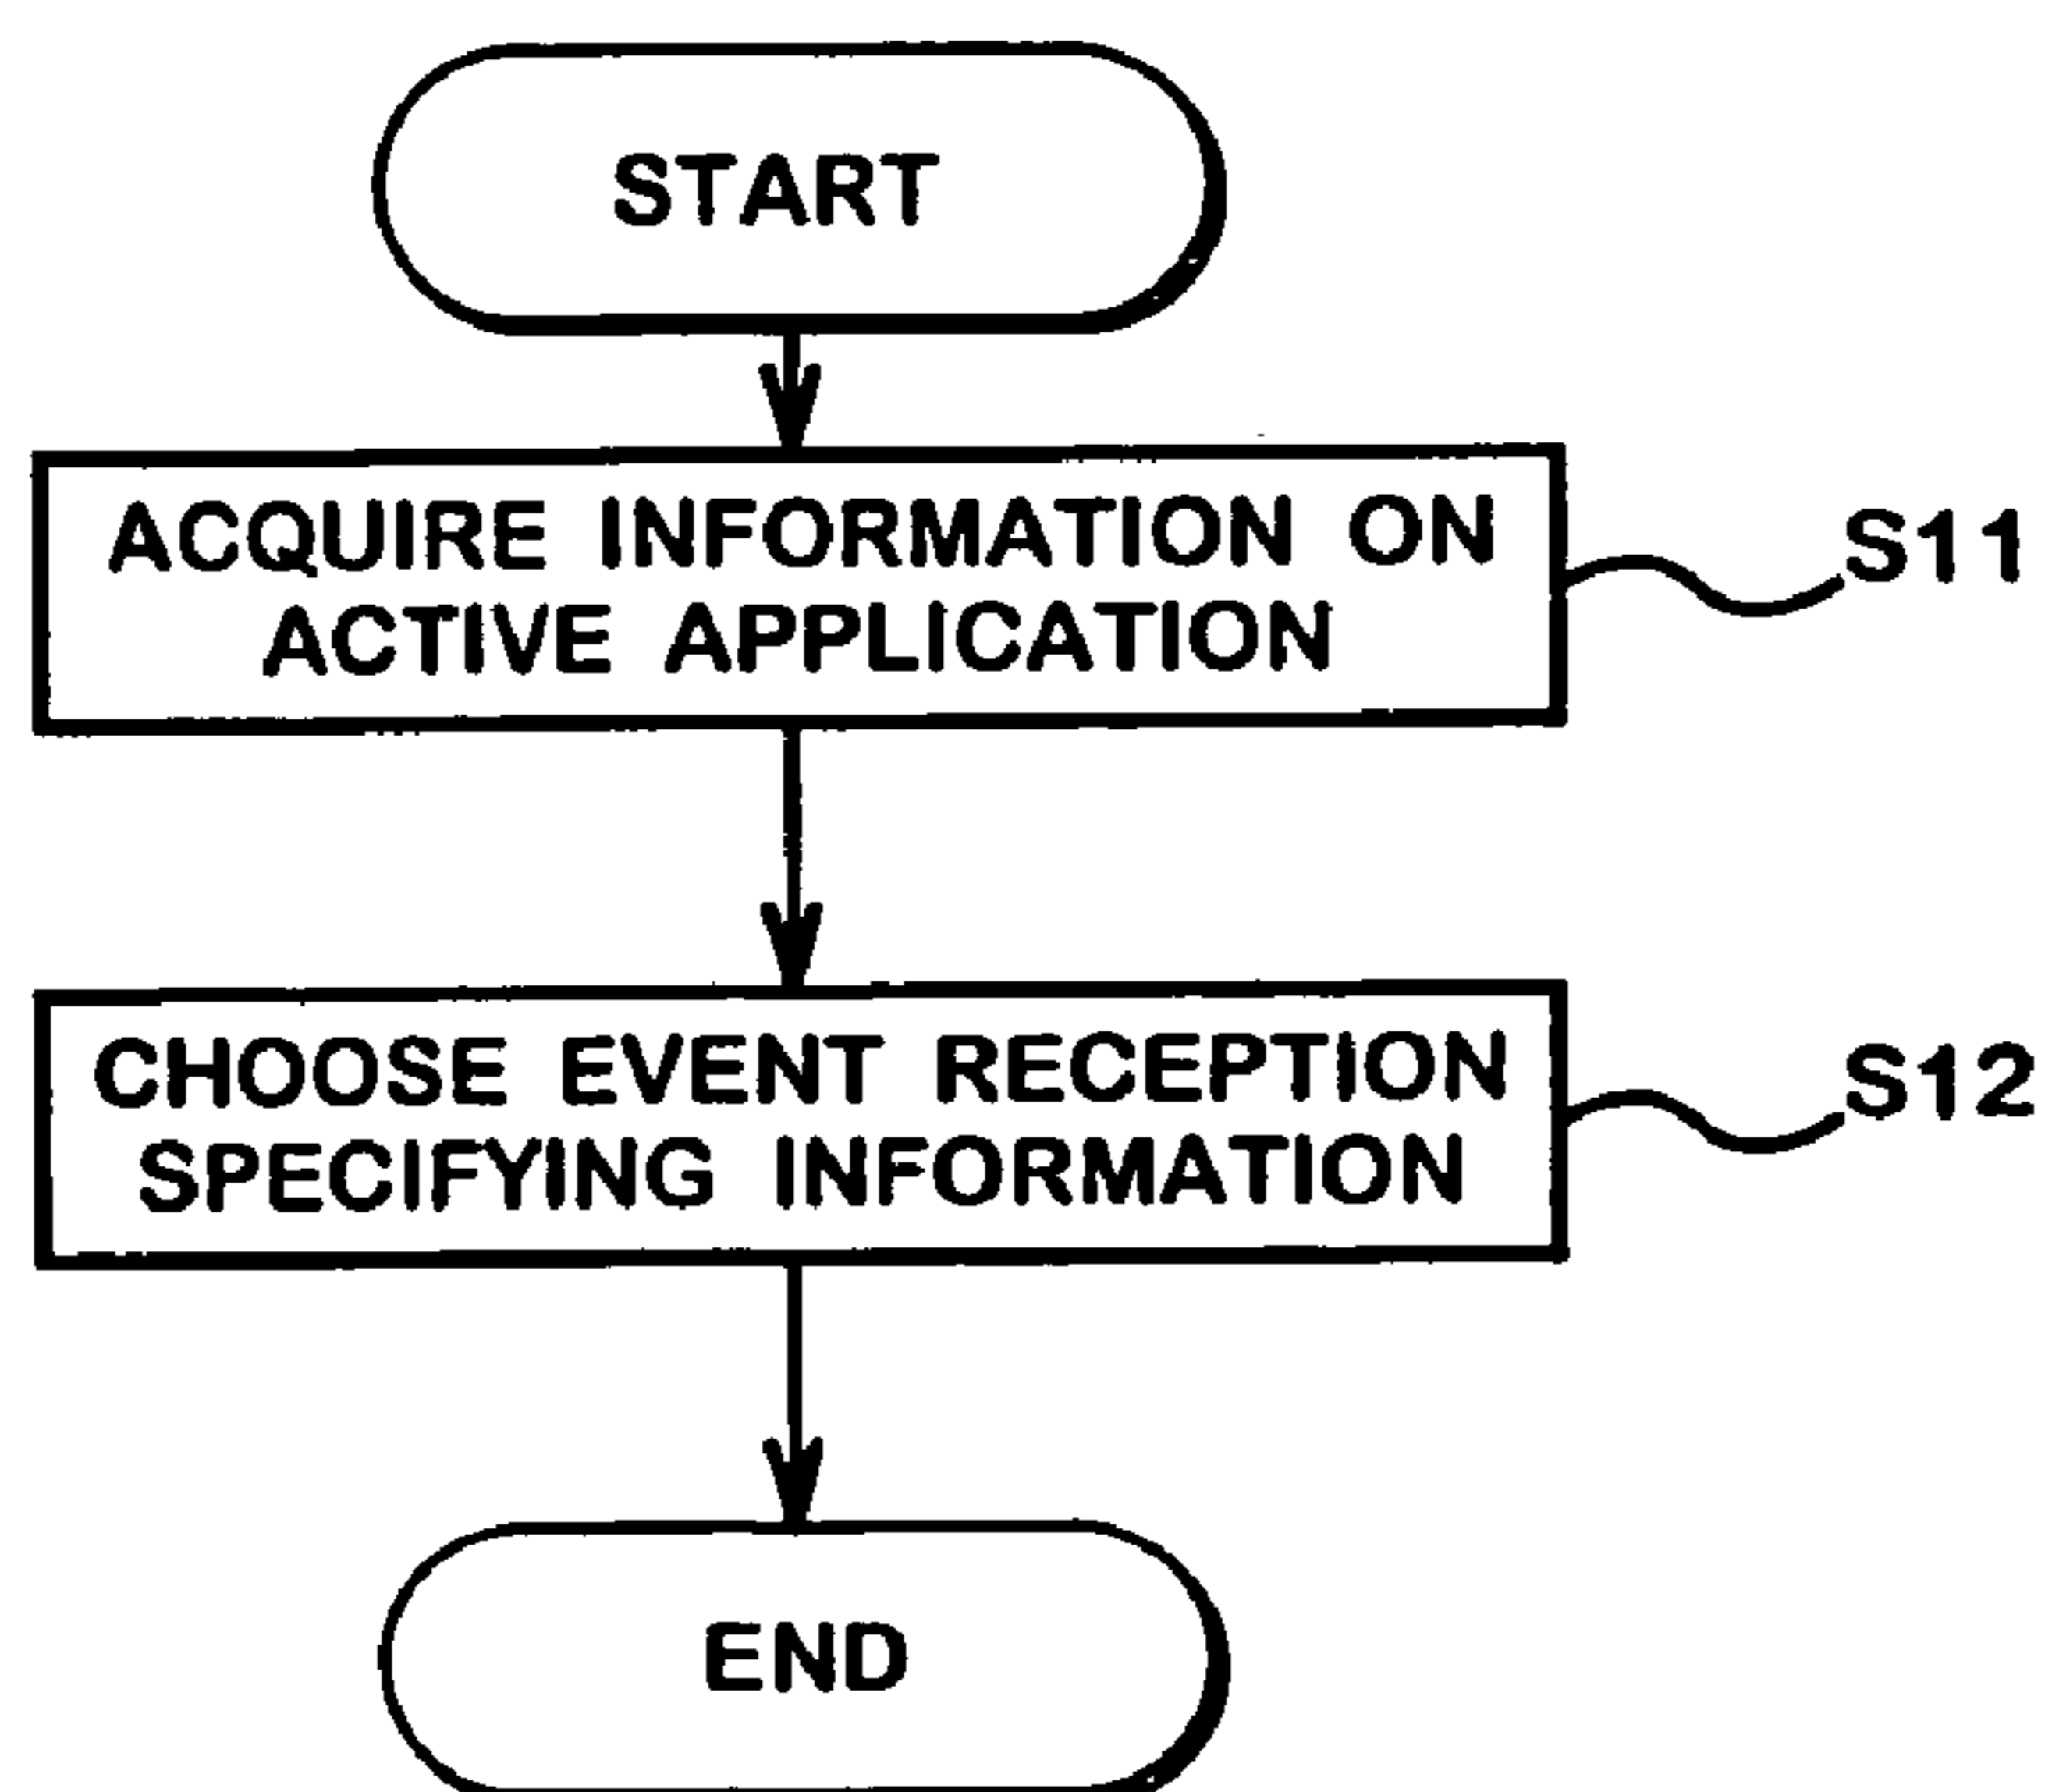 START
ACQUIRE INFORMATION ON
ACTIVE APPLICATION
S11
CHOOSE EVENT RECEPTION
SPECIFYING INFORMATION
S12
END